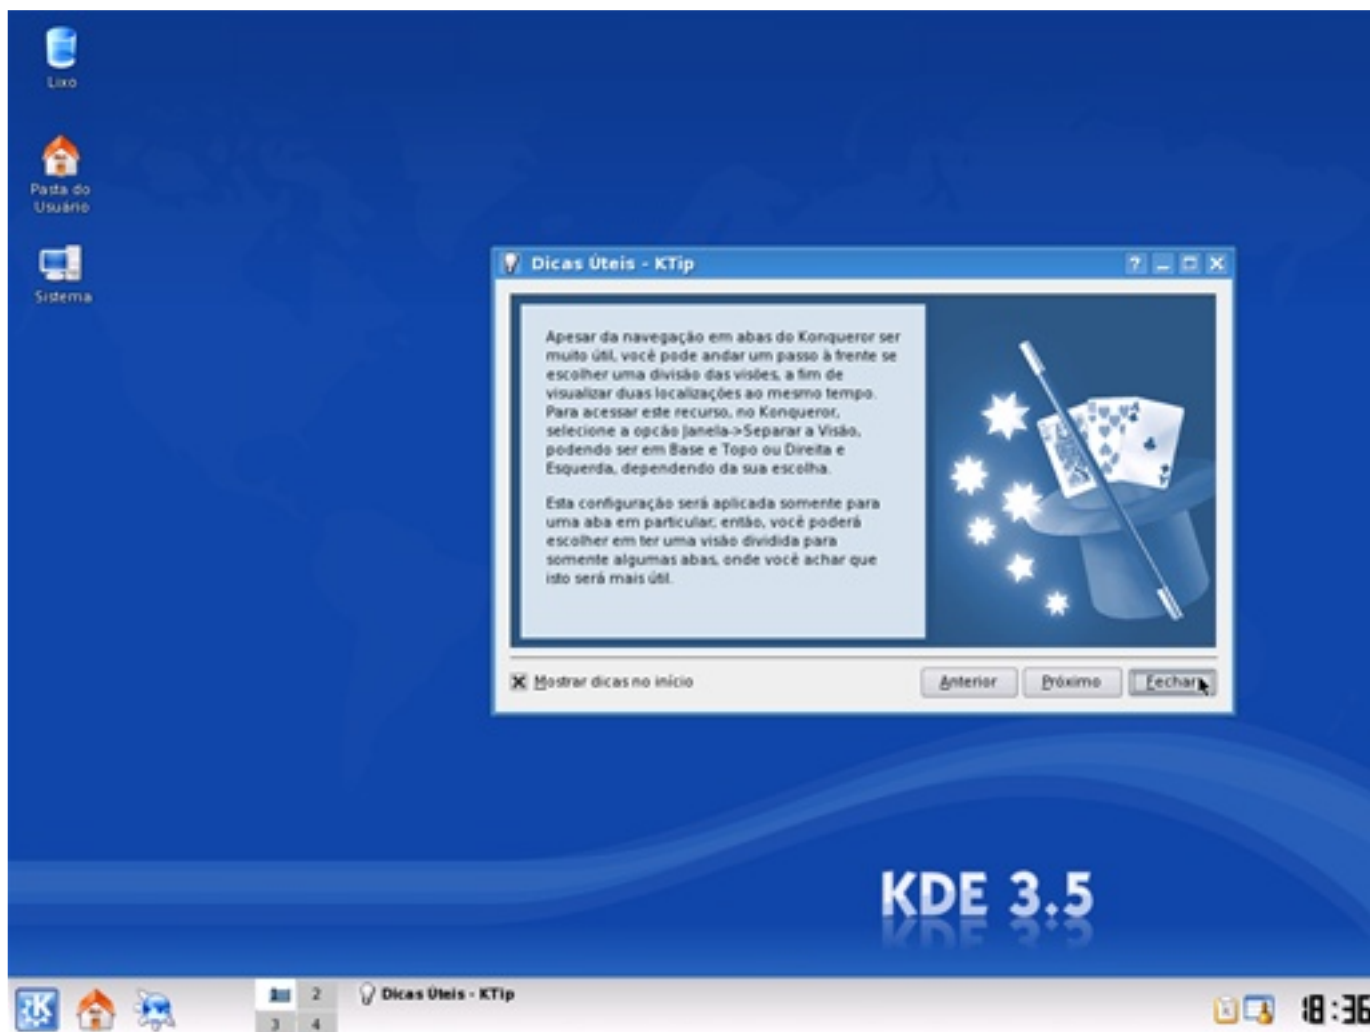 Lixo
Pasta do
Usuário
Sistema
Dicas Úteis - KTip
Apesar da navegação em abas do Konqueror ser
muito útil, você pode andar um passo à frente se
escolher uma divisão das visões, a fim de
visualizar duas localizações ao mesmo tempo.
Para acessar este recurso, no Konqueror,
selecione a opcão Janela->Separar a Visão,
podendo ser em Base e Topo ou Direita e
Esquerda, dependendo da sua escolha.
Esta configuração será aplicada somente para
uma aba em particular; então, você poderá
escolher em ter uma visão dividida para
somente algumas abas, onde você achar que
isto será mais útil.
Mostrar dicas no início
Anterior
Próximo
Fechar
KDE 3.5
2
Dicas Úteis - KTip
3 4
18:36